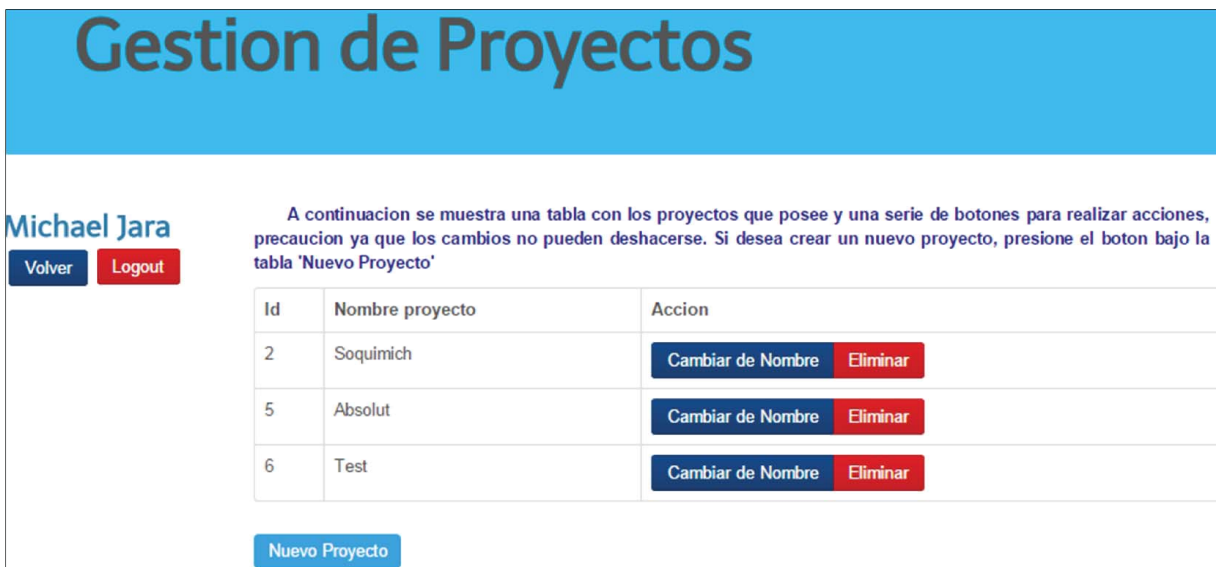 Gestion de Proyectos
Michael Jara
Volver Logout
A continuacion se muestra una tabla con los proyectos que posee y una serie de botones para realizar acciones,
precaucion ya que los cambios no pueden deshacerse. Si desea crear un nuevo proyecto, presione el boton bajo la
tabla 'Nuevo Proyecto'
Id Nombre proyecto Accion
2 Soquimich Cambiar de Nombre Eliminar
5 Absolut Cambiar de Nombre Eliminar
6 Test Cambiar de Nombre Eliminar
Nuevo Proyecto